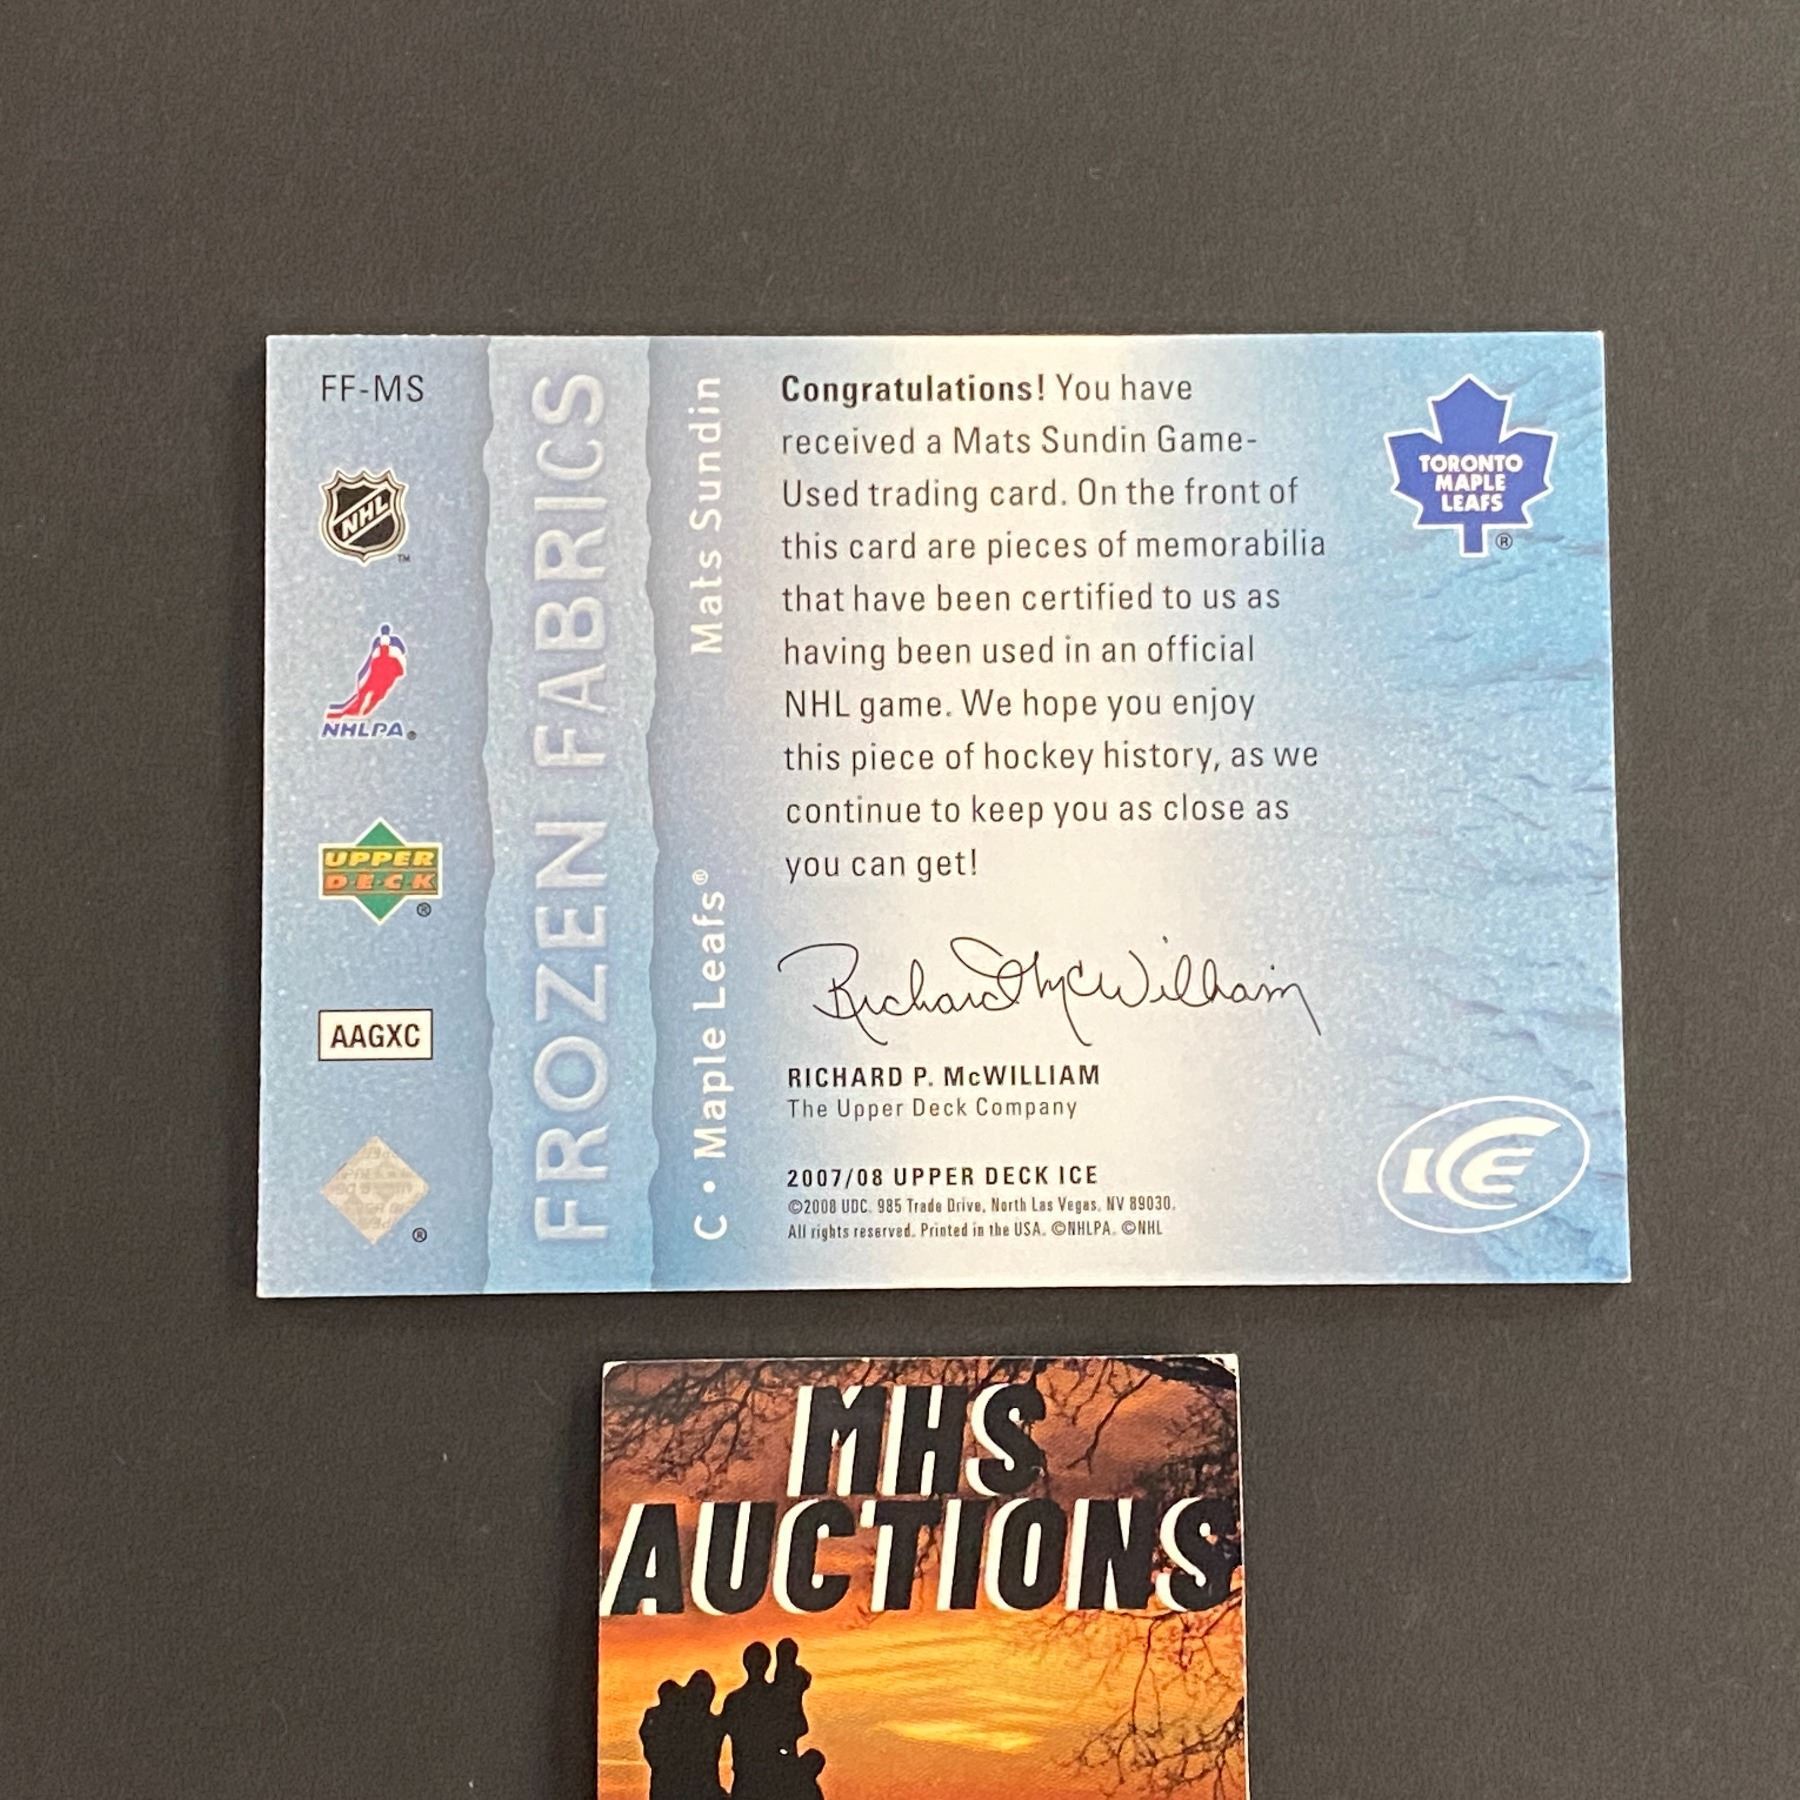 FF-MS
NHL
TM
NHLPA®
UPPER
DECK
®
AAGXC
®
FROZEN FABRICS
Mats Sundin
C • Maple Leafs®
Congratulations! You have
received a Mats Sundin Game-
Used trading card. On the front of
this card are pieces of memorabilia
that have been certified to us as
having been used in an official
NHL game. We hope you enjoy
this piece of hockey history, as we
continue to keep you as close as
you can get!
Richard McWilliam
RICHARD P. McWILLIAM
The Upper Deck Company
2007/08 UPPER DECK ICE
©2008 UDC. 985 Trade Drive, North Las Vegas, NV 89030.
All rights reserved. Printed in the USA. ©NHLPA. ©NHL
TORONTO
MAPLE
LEAFS
®
ICE
MHS
AUCTIONS